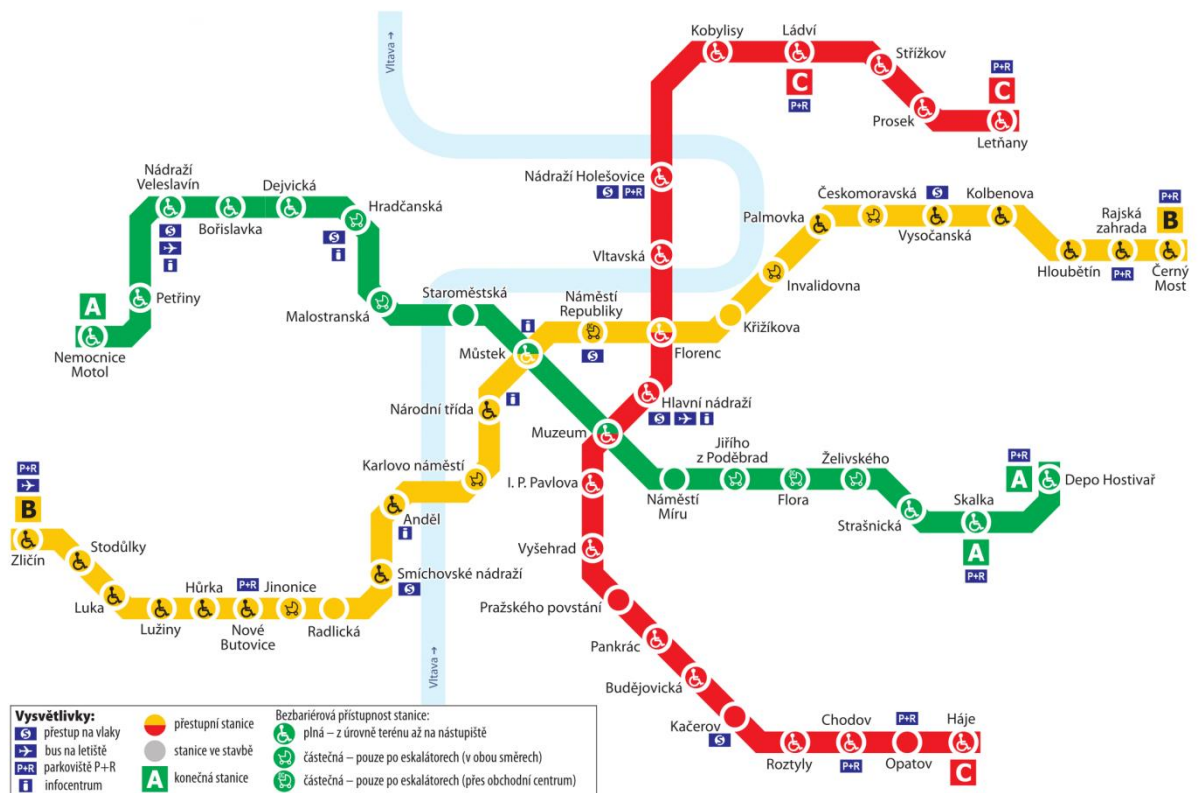 Vltava →
Kobylisy
Ládví
C
P+R
Střížkov
Prosek
P+R
C
Letňany
Nádraží
Veleslavín
S
i
Bořislavka
Dejvická
Hradčanská
S
i
Petřiny
A
Nemocnice
Motol
Malostranská
Staroměstská
Nádraží Holešovice
S
P+R
Vltavská
Náměstí
Republiky
S
Florenc
Křižíkova
Invalidovna
Palmovka
Českomoravská
S
Vysočanská
Kolbenova
Hloubětín
Rajská
zahrada
P+R
P+R
B
Černý
Most
i
Můstek
Národní třída
i
Karlovo náměstí
Anděl
i
Smíchovské nádraží
S
Hlavní nádraží
S
i
Muzeum
I. P. Pavlova
Vyšehrad
Pražského povstání
Pankrác
Budějovická
Kačerov
S
Roztyly
Chodov
P+R
P+R
Opatov
Háje
C
Náměstí
Míru
Jiřího
z Poděbrad
Flora
Želivského
Strašnická
Skalka
A
P+R
P+R
A
Depo Hostivař
P+R
B
Zličín
Stodůlky
Luka
Lužiny
Hůrka
P+R
Nové
Butovice
Jinonice
Radlická
Vltava →
Vysvětlivky:
S přestup na vlaky
bus na letiště
P+R parkoviště P+R
i infocentrum
přestupní stanice
stanice ve stavbě
A konečná stanice
Bezbariérová přístupnost stanice:
plná – z úrovně terénu až na nástupiště
částečná – pouze po eskalátorech (v obou směrech)
částečná – pouze po eskalátorech (přes obchodní centrum)